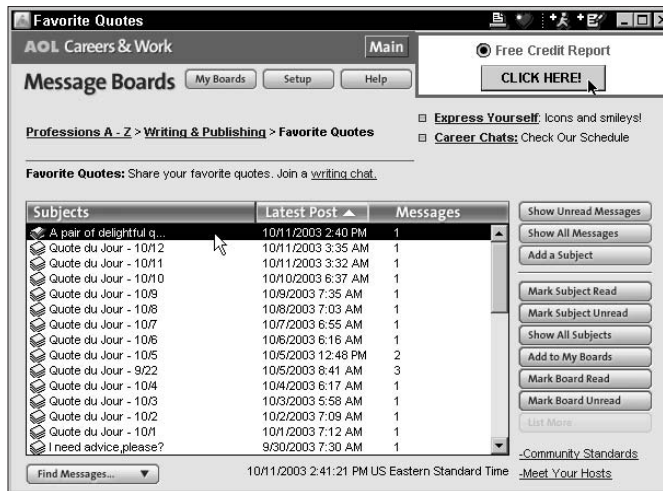 Favorite Quotes
AOL Careers & Work
Main
Free Credit Report
CLICK HERE!
Message Boards
My Boards
Setup
Help
Express Yourself: Icons and smileys!
Career Chats: Check Our Schedule
Professions A - Z > Writing & Publishing > Favorite Quotes
Favorite Quotes: Share your favorite quotes. Join a writing chat.
Subjects Latest Post Messages
A pair of delightful q... 10/11/2003 2:40 PM 1
Quote du Jour - 10/12 10/11/2003 3:35 AM 1
Quote du Jour - 10/11 10/11/2003 3:32 AM 1
Quote du Jour - 10/10 10/10/2003 6:37 AM 1
Quote du Jour - 10/9 10/9/2003 7:35 AM 1
Quote du Jour - 10/8 10/8/2003 7:03 AM 1
Quote du Jour - 10/7 10/7/2003 6:55 AM 1
Quote du Jour - 10/6 10/6/2003 6:16 AM 1
Quote du Jour - 10/5 10/5/2003 12:48 PM 2
Quote du Jour - 9/22 10/5/2003 8:41 AM 3
Quote du Jour - 10/4 10/4/2003 6:17 AM 1
Quote du Jour - 10/3 10/3/2003 5:58 AM 1
Quote du Jour - 10/2 10/2/2003 7:09 AM 1
Quote du Jour - 10/1 10/1/2003 7:12 AM 1
I need advice,please? 9/30/2003 7:30 AM 1
Show Unread Messages
Show All Messages
Add a Subject
Mark Subject Read
Mark Subject Unread
Show All Subjects
Add to My Boards
Mark Board Read
Mark Board Unread
List More
-Community Standards
-Meet Your Hosts
Find Messages...
10/11/2003 2:41:21 PM US Eastern Standard Time